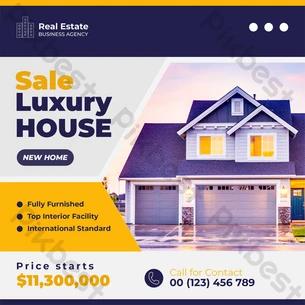 Real Estate
BUSINESS AGENCY
Sale
Luxury
HOUSE
NEW HOME
Fully Furnished
Top Interior Facility
International Standard
Price starts
$11,300,000
Call for Contact
00 (123) 456 789
pikbest